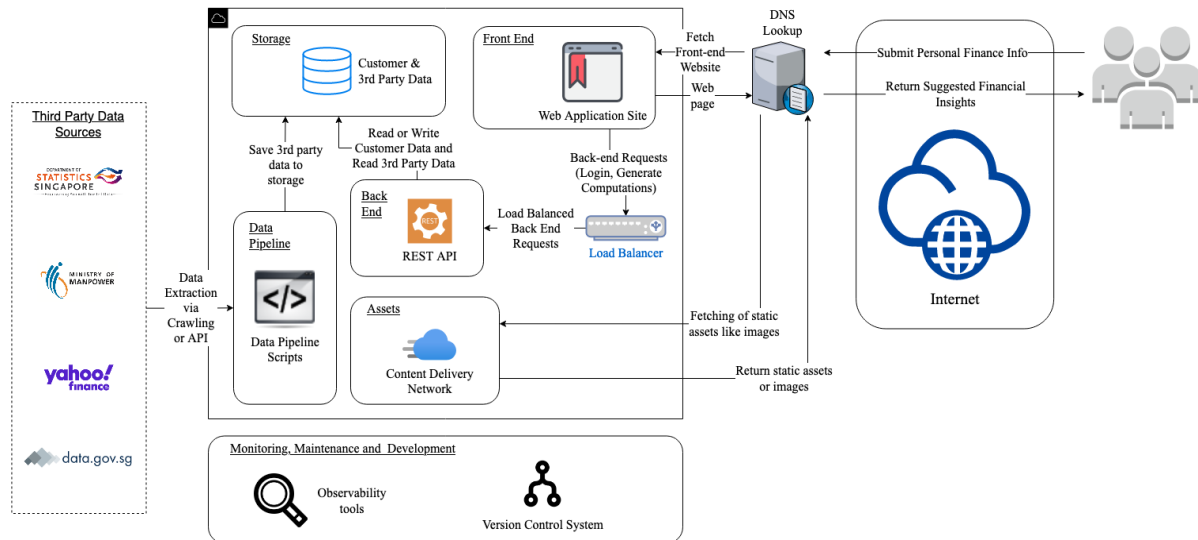 Third Party Data
Sources
DEPARTMENT OF
STATISTICS
SINGAPORE
MINISTRY OF
MANPOWER
yahoo!
finance
data.gov.sg
Data
Extraction
via
Crawling
or API
Storage
Customer &
3rd Party Data
Save 3rd party
data to
storage
Read or Write
Customer Data and
Read 3rd Party Data
Data
Pipeline
Data Pipeline
Scripts
Back
End
REST
REST API
Load Balanced
Back End
Requests
Front End
Web Application Site
Back-end Requests
(Login, Generate
Computations)
Load Balancer
Assets
Content Delivery
Network
Fetch
Front-end
Website
Web
page
DNS
Lookup
Fetching of static
assets like images
Return static assets
or images
Submit Personal Finance Info
Return Suggested Financial
Insights
Internet
Monitoring, Maintenance and Development
Observability
tools
Version Control System